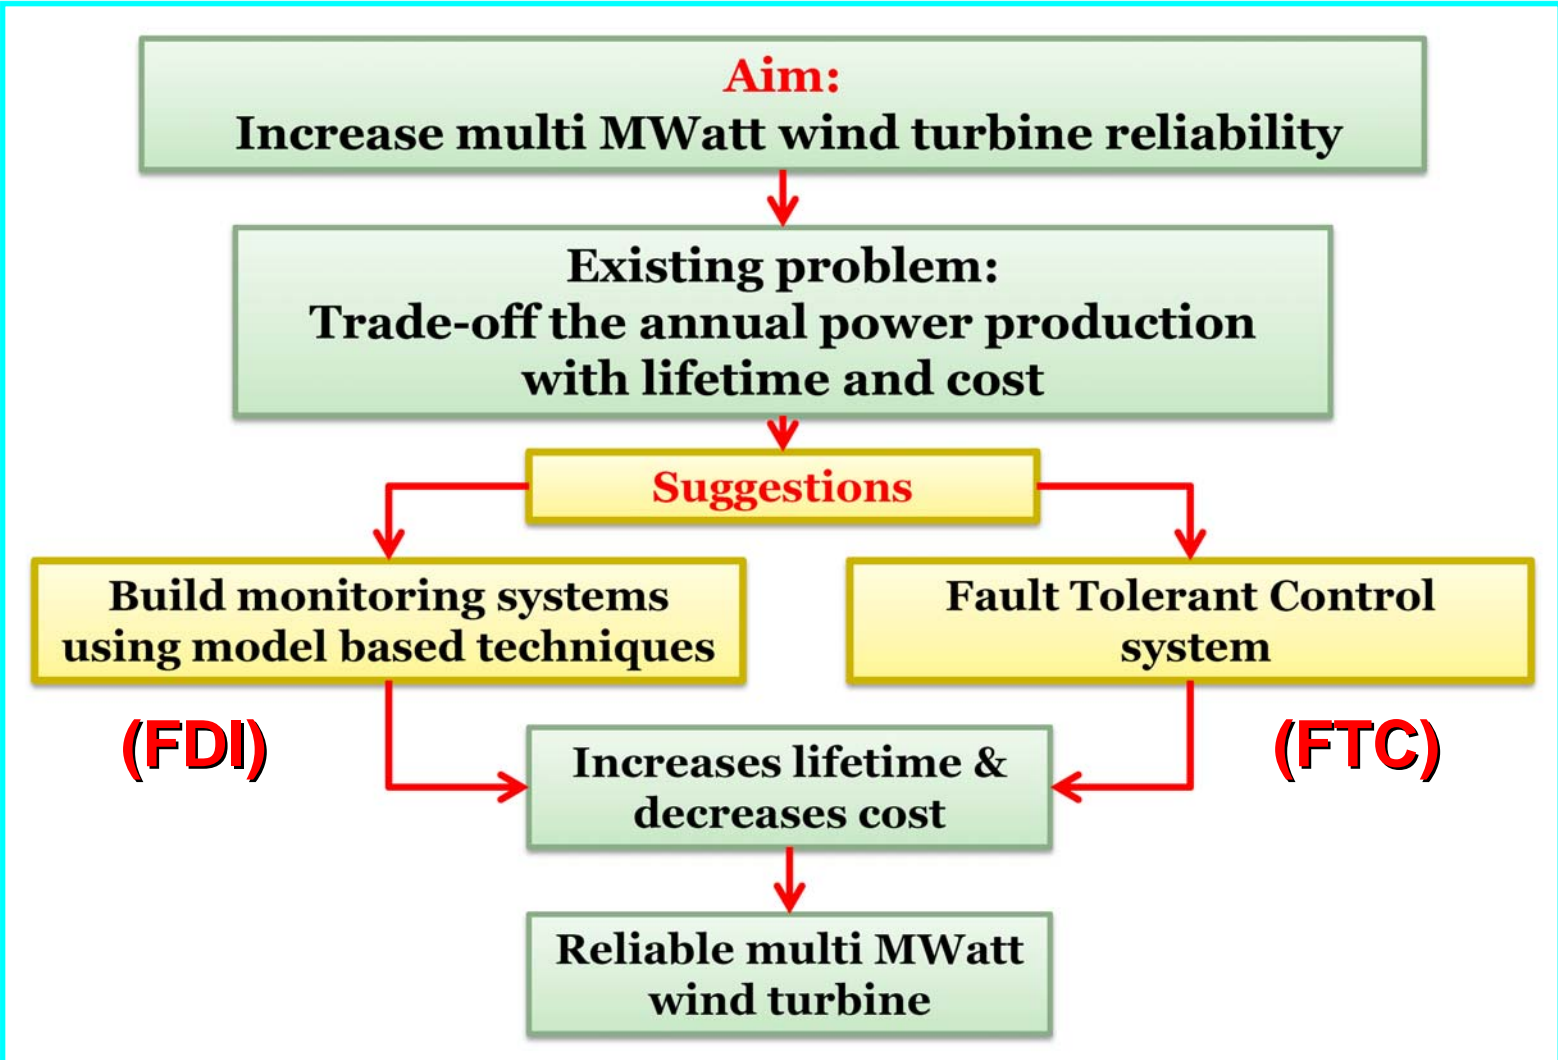 Aim:
Increase multi MWatt wind turbine reliability
Existing problem:
Trade-off the annual power production
with lifetime and cost
Suggestions
Build monitoring systems
using model based techniques
Fault Tolerant Control
system
(FDI)
(FTC)
Increases lifetime &
decreases cost
Reliable multi MWatt
wind turbine